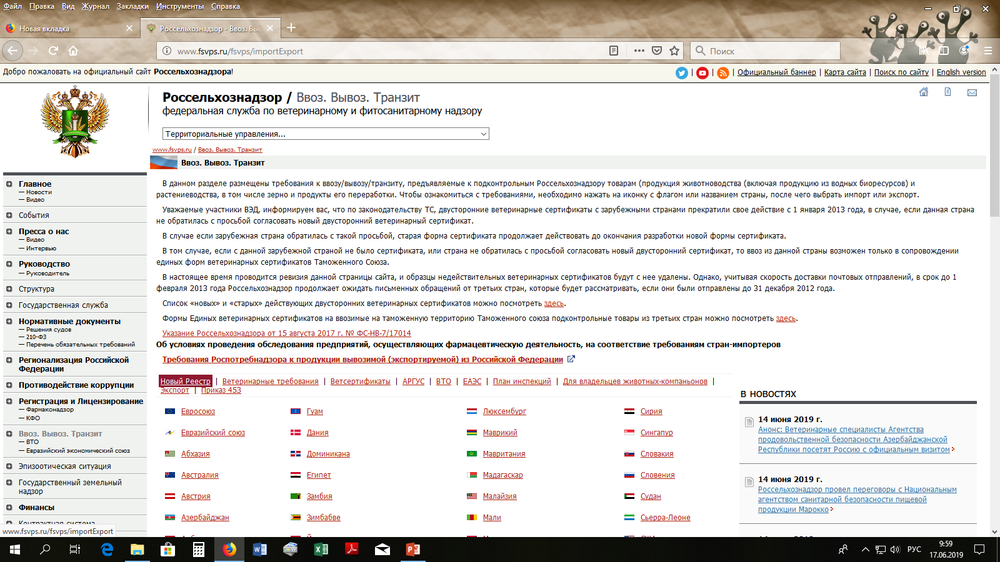 Файл Правка Вид Журнал Закладки Инструменты Справка
Новая вкладка
Россельхознадзор - Ввоз. Выв
www.fsvps.ru/fsvps/importExport
Поиск
Добро пожаловать на официальный сайт Россельхознадзора!
| | | Официальный баннер | Карта сайта | Поиск по сайту | English version
Россельхознадзор / Ввоз. Вывоз. Транзит
федеральная служба по ветеринарному и фитосанитарному надзору
Территориальные управления...
www.fsvps.ru / Ввоз. Вывоз. Транзит
Ввоз. Вывоз. Транзит
Главное
— Новости
— Видео
События
Пресса о нас
— Видео
— Интервью
Руководство
— Руководитель
Структура
Государственная служба
Нормативные документы
— Решения судов
— 210-ФЗ
— Перечень обязательных требований
Регионализация Российской
Федерации
Противодействие коррупции
Регистрация и Лицензирование
— Фармаконадзор
— КФО
Ввоз. Вывоз. Транзит
— ВТО
— Евразийский экономический союз
Эпизоотическая ситуация
Государственный земельный
надзор
Финансы
Контрактная система
www.fsvps.ru/fsvps/importExport
В данном разделе размещены требования к ввозу/вывозу/транзиту, предъявляемые к подконтрольным Россельхознадзору товарам (продукция животноводства (включая продукцию из водных биоресурсов) и
растениеводства, в том числе зерно и продукты его переработки. Чтобы ознакомиться с требованиями, необходимо нажать на иконку с флагом или названием страны, после чего выбрать импорт или экспорт.
Уважаемые участники ВЭД, информируем вас, что по законодательству ТС, двусторонние ветеринарные сертификаты с зарубежными странами прекратили свое действие с 1 января 2013 года, в случае, если данная страна
не обратилась с просьбой согласовать новый двусторонний ветеринарный сертификат.
В случае если зарубежная страна обратилась с такой просьбой, старая форма сертификата продолжает действовать до окончания разработки новой формы сертификата.
В том случае, если с данной зарубежной страной не было сертификата, или страна не обратилась с просьбой согласовать новый двусторонний сертификат, то ввоз из данной страны возможен только в сопровождении
единых форм ветеринарных сертификатов Таможенного Союза.
В настоящее время проводится ревизия данной страницы сайта, и образцы недействительных ветеринарных сертификатов будут с нее удалены. Однако, учитывая скорость доставки почтовых отправлений, в срок до 1
февраля 2013 года Россельхознадзор продолжает ожидать письменных обращений от третьих стран, которые будет рассматривать, если они были отправлены до 31 декабря 2012 года.
Список «новых» и «старых» действующих двусторонних ветеринарных сертификатов можно посмотреть здесь.
Формы Единых ветеринарных сертификатов на ввозимые на таможенную территорию Таможенного союза подконтрольные товары из третьих стран можно посмотреть здесь.
Указание Россельхознадзора от 15 августа 2017 г. № ФС-НВ-7/17014
Об условиях проведения обследования предприятий, осуществляющих фармацевтическую деятельность, на соответствие требованиям стран-импортеров
Требования Роспотребнадзора к продукции вывозимой (экспортируемой) из Российской Федерации
Новый Реестр | Ветеринарные требования | Ветсертификаты | АРГУС | ВТО | ЕАЭС | План инспекций | Для владельцев животных-компаньонов |
Экспорт | Приказ 453
Евросоюз Гуам Люксембург Сирия
Евразийский союз Дания Маврикий Сингапур
Абхазия Доминикана Мавритания Словакия
Австралия Египет Мадагаскар Словения
Австрия Замбия Малайзия Судан
Азербайджан Зимбабве Мали Сьерра-Леоне
В НОВОСТЯХ
14 июня 2019 г.
Анонс: Ветеринарные специалисты Агентства
продовольственной безопасности Азербайджанской
Республики посетят Россию с официальным визитом
14 июня 2019 г.
Россельхознадзор провел переговоры с Национальным
агентством санитарной безопасности пищевой
продукции Марокко
РУС
9:59
17.06.2019